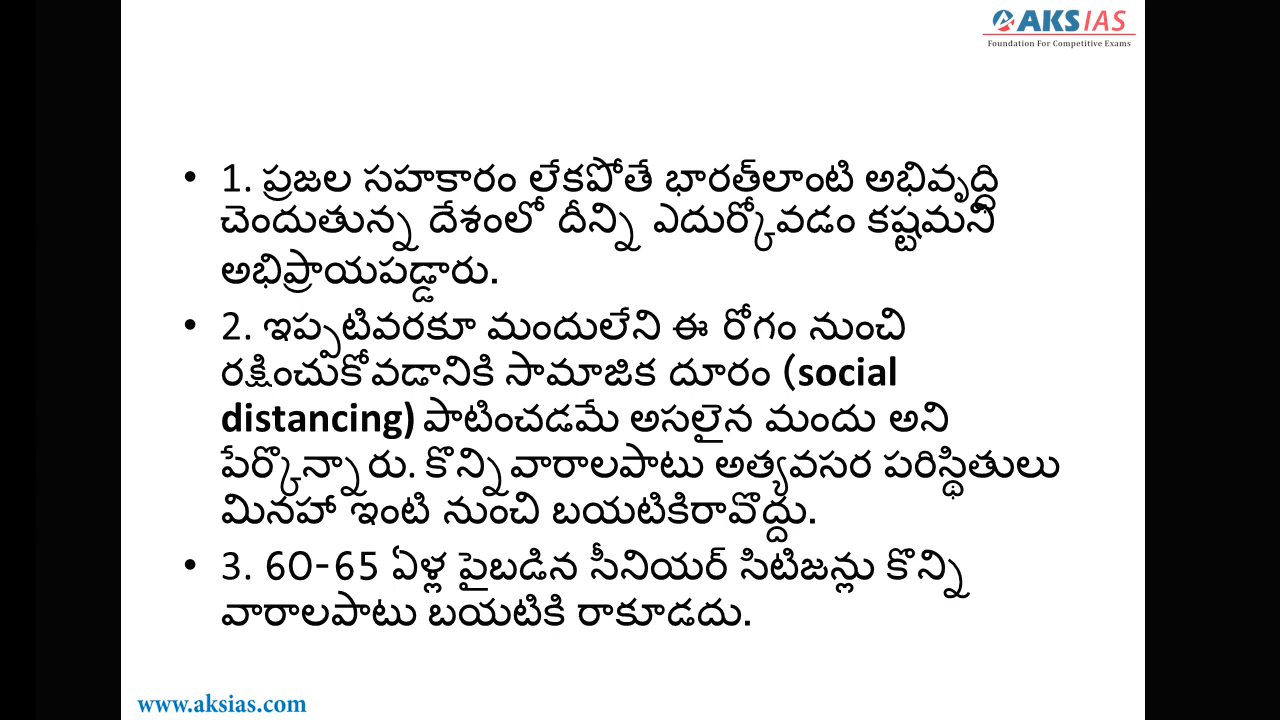 AKS IAS
Foundation For Competitive Exams
• 1. ప్రజల సహకారం లేకపోతే భారత్‌లాంటి అభివృద్ధి
చెందుతున్న దేశంలో దీన్ని ఎదుర్కోవడం కష్టమని
అభిప్రాయపడ్డారు.
• 2. ఇప్పటివరకూ మందులేని ఈ రోగం నుంచి
రక్షించుకోవడానికి సామాజిక దూరం (social
distancing) పాటించడమే అసలైన మందు అని
పేర్కొన్నారు. కొన్ని వారాలపాటు అత్యవసర పరిస్థితులు
మినహా ఇంటి నుంచి బయటికిరావొద్దు.
• 3. 60-65 ఏళ్ల పైబడిన సీనియర్ సిటిజన్లు కొన్ని
వారాలపాటు బయటికి రాకూడదు.
www.aksias.com